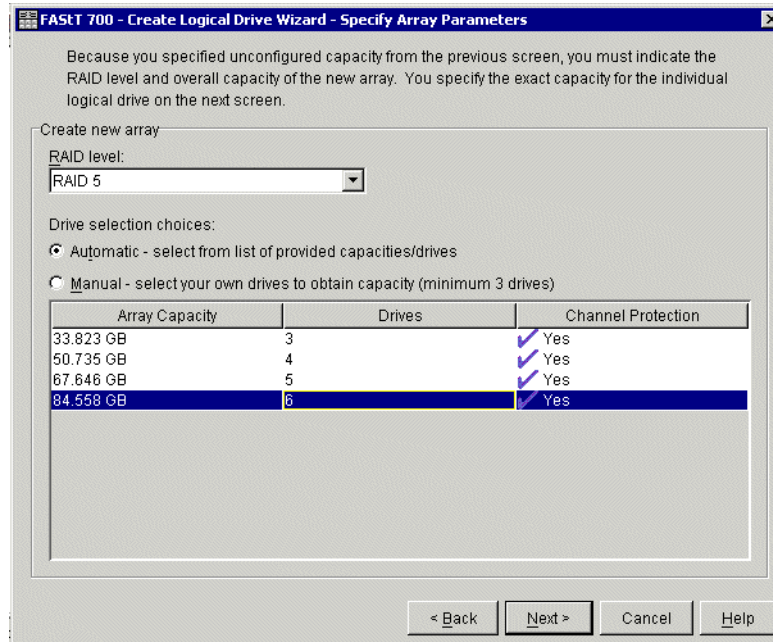 FAStT 700 - Create Logical Drive Wizard - Specify Array Parameters
Because you specified unconfigured capacity from the previous screen, you must indicate the
RAID level and overall capacity of the new array. You specify the exact capacity for the individual
logical drive on the next screen.
Create new array
RAID level:
RAID 5
Drive selection choices:
Automatic - select from list of provided capacities/drives
Manual - select your own drives to obtain capacity (minimum 3 drives)
Array Capacity Drives Channel Protection
33.823 GB 3 Yes
50.735 GB 4 Yes
67.646 GB 5 Yes
84.558 GB 6 Yes
< Back Next > Cancel Help